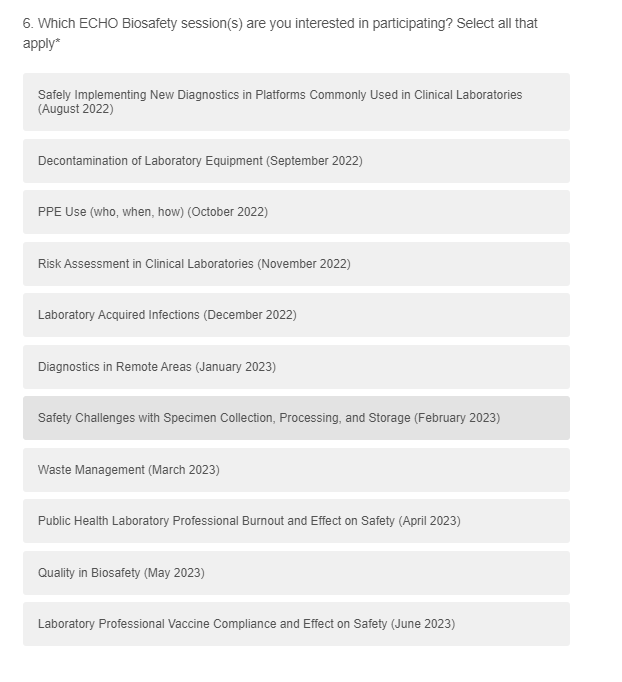 6. Which ECHO Biosafety session(s) are you interested in participating? Select all that
apply*
Safely Implementing New Diagnostics in Platforms Commonly Used in Clinical Laboratories
(August 2022)
Decontamination of Laboratory Equipment (September 2022)
PPE Use (who, when, how) (October 2022)
Risk Assessment in Clinical Laboratories (November 2022)
Laboratory Acquired Infections (December 2022)
Diagnostics in Remote Areas (January 2023)
Safety Challenges with Specimen Collection, Processing, and Storage (February 2023)
Waste Management (March 2023)
Public Health Laboratory Professional Burnout and Effect on Safety (April 2023)
Quality in Biosafety (May 2023)
Laboratory Professional Vaccine Compliance and Effect on Safety (June 2023)